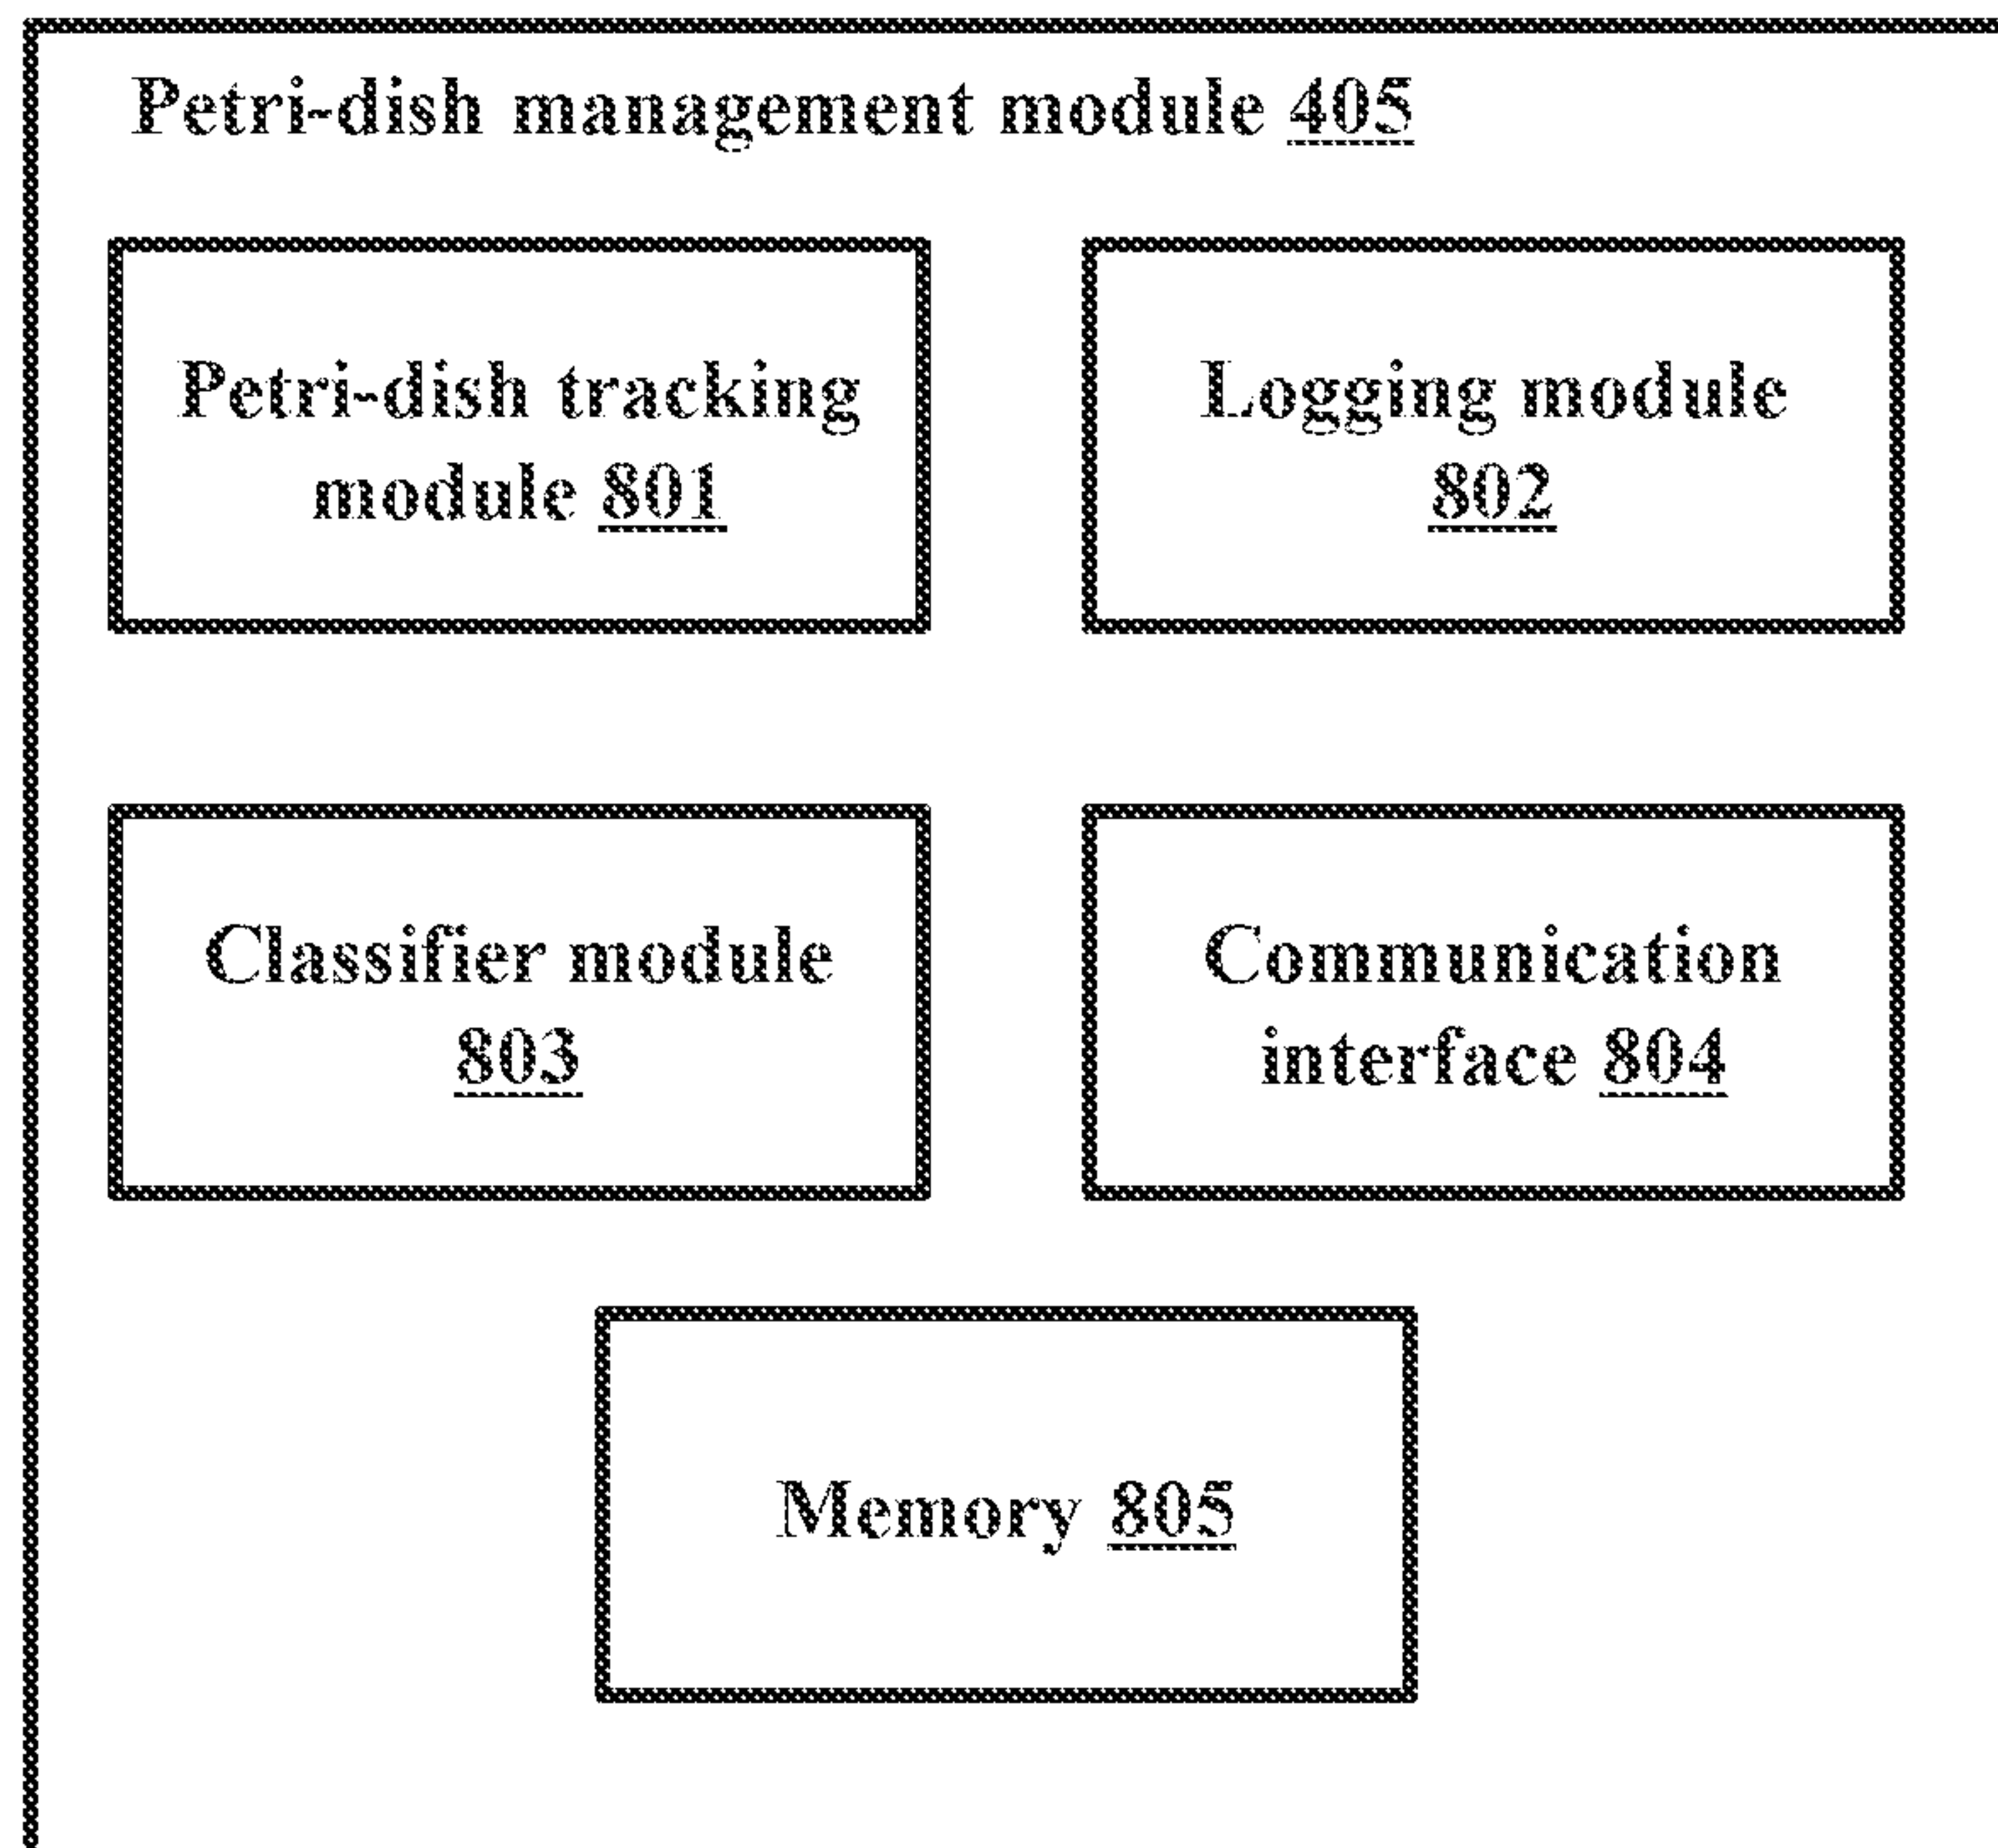 Petri-dish management module 405
Petri-dish tracking
module 801
Logging module
802
Classifier module
803
Communication
interface 804
Memory 805